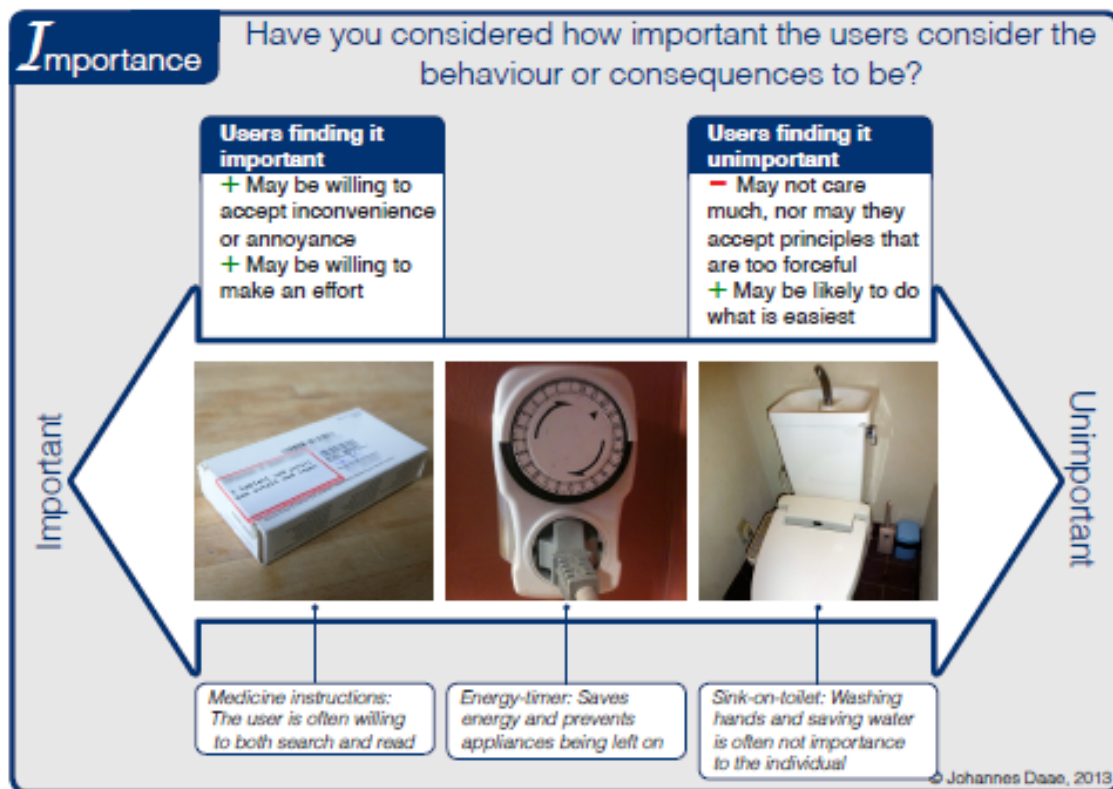 Importance
Have you considered how important the users consider the
behaviour or consequences to be?
Users finding it
important
+ May be willing to
accept inconvenience
or annoyance
+ May be willing to
make an effort
Users finding it
unimportant
− May not care
much, nor may they
accept principles that
are too forceful
+ May be likely to do
what is easiest
Important
Unimportant
Medicine instructions:
The user is often willing
to both search and read
Energy-timer: Saves
energy and prevents
appliances being left on
Sink-on-toilet: Washing
hands and saving water
is often not importance
to the individual
© Johannes Daae, 2013